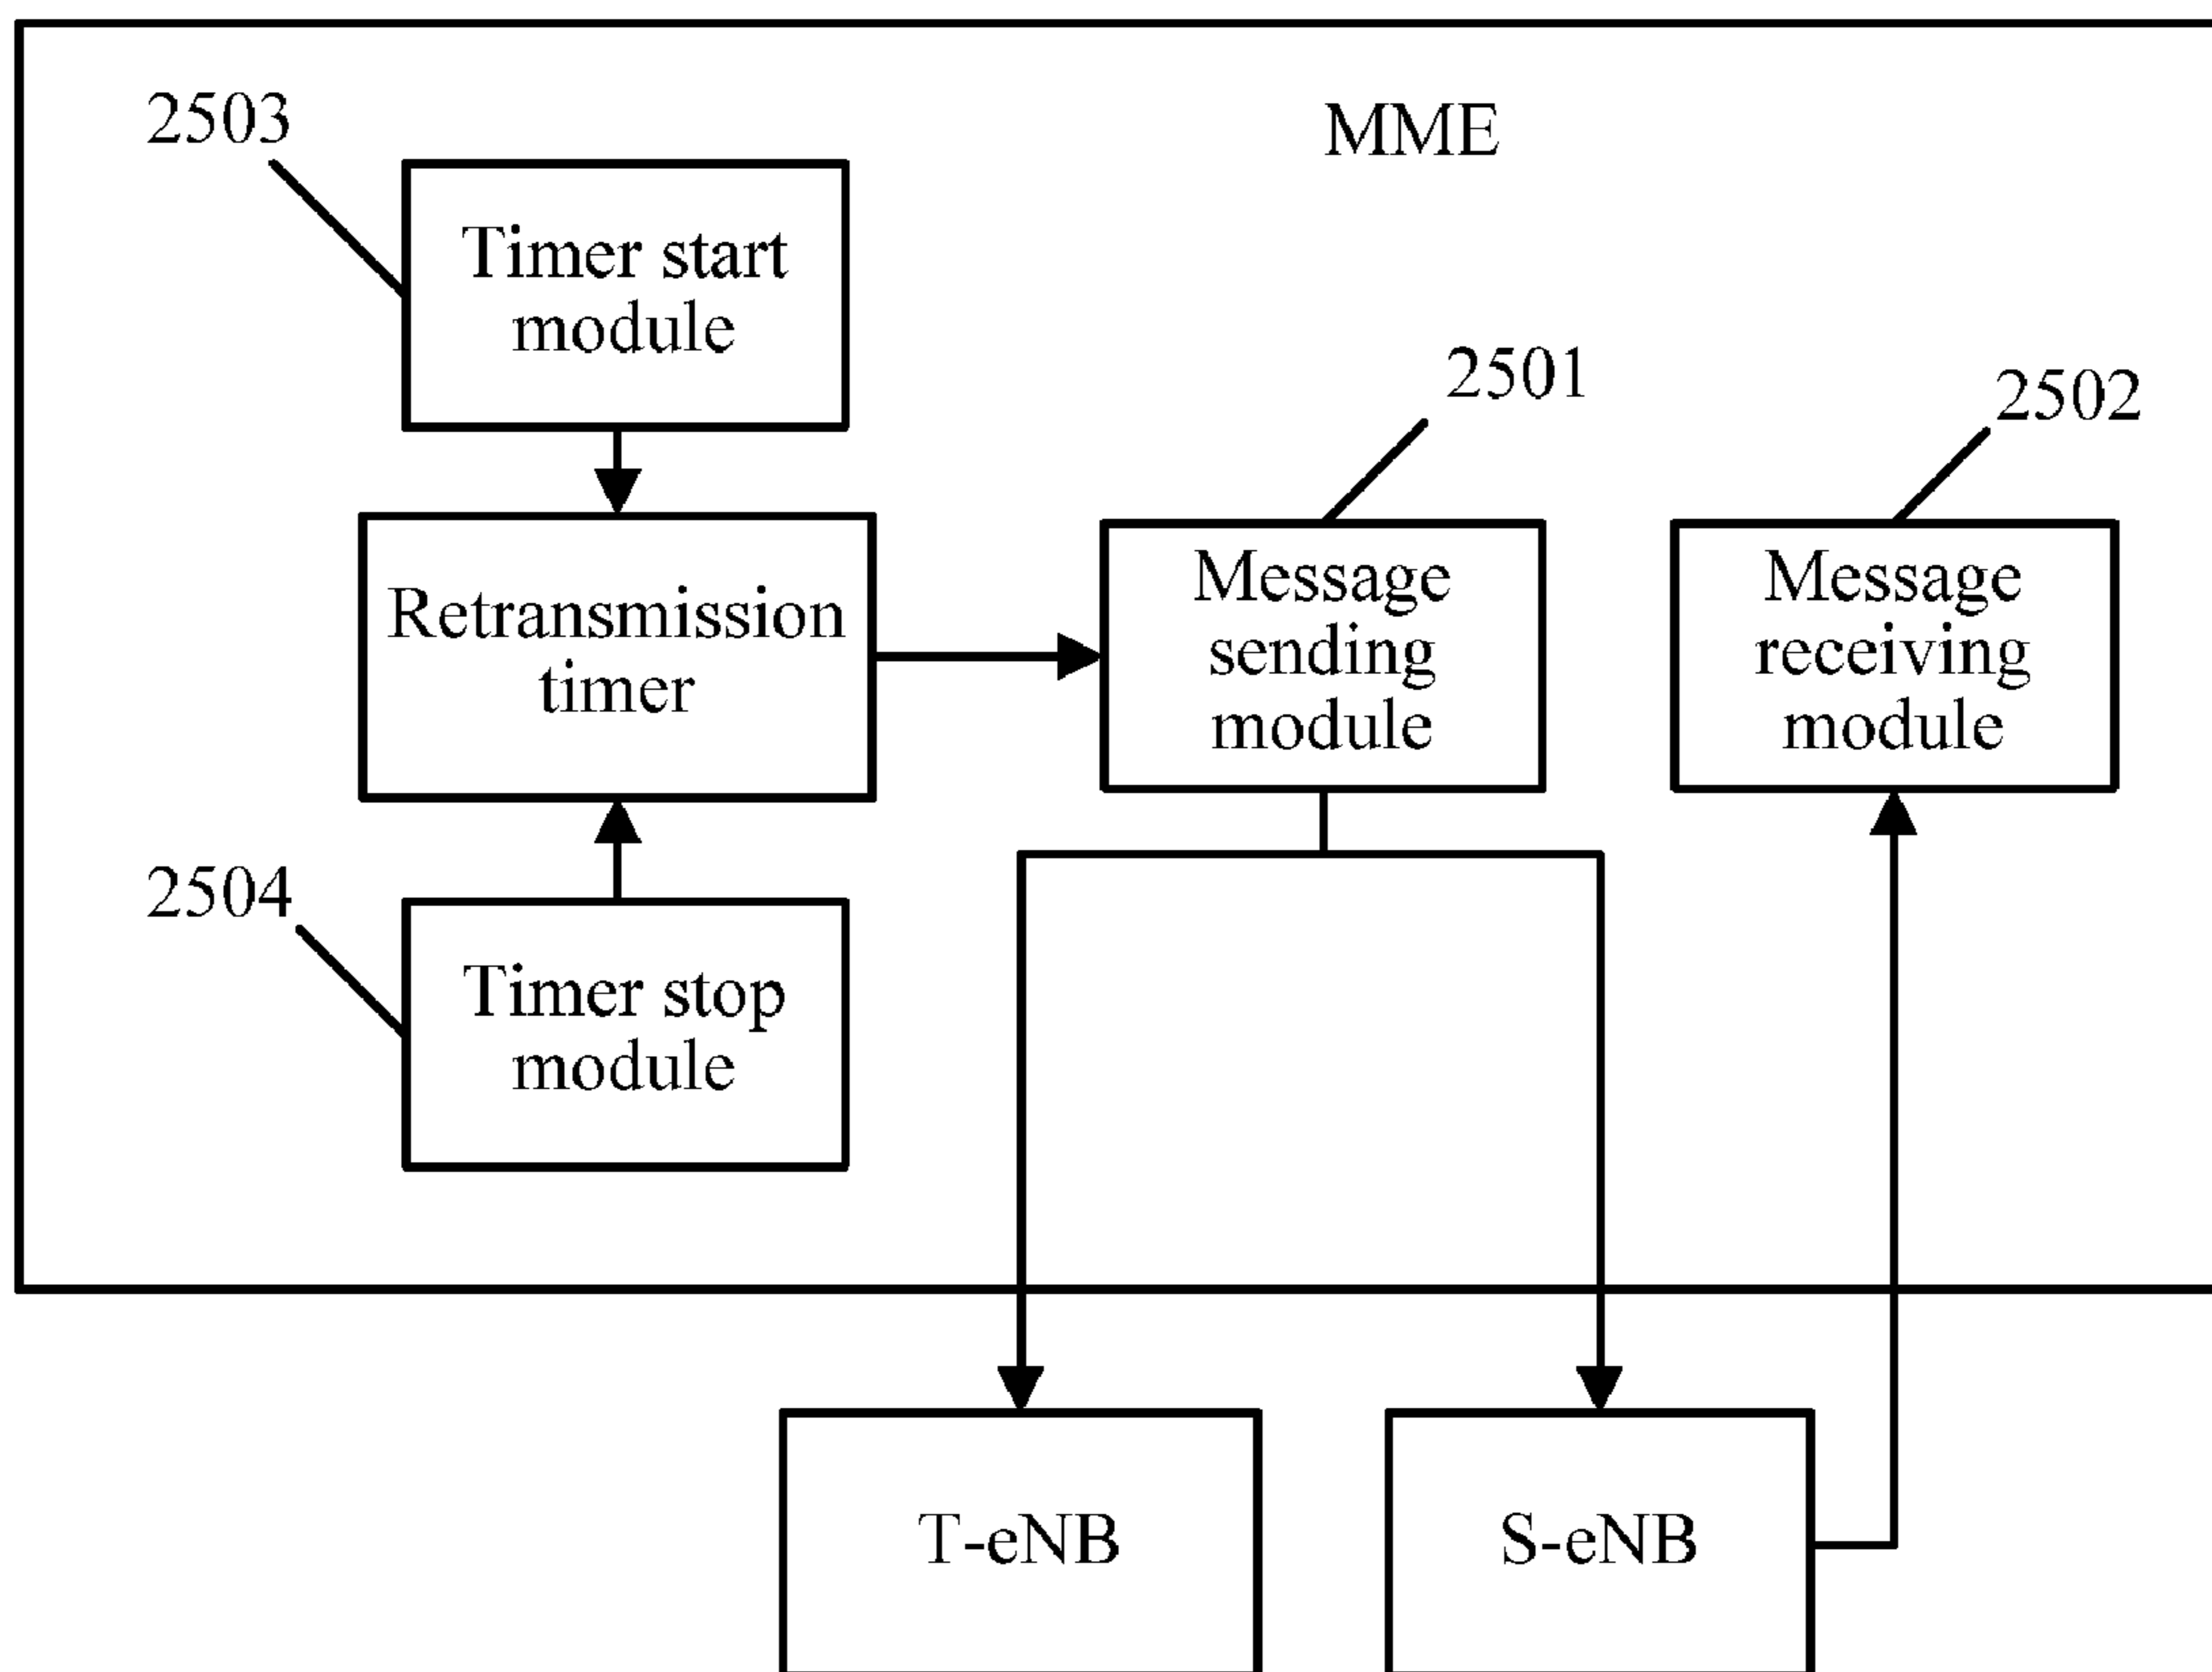 MME
2503
Timer start
module
2501
2502
Retransmission
timer
Message
sending
module
Message
receiving
module
2504
Timer stop
module
T-eNB
S-eNB